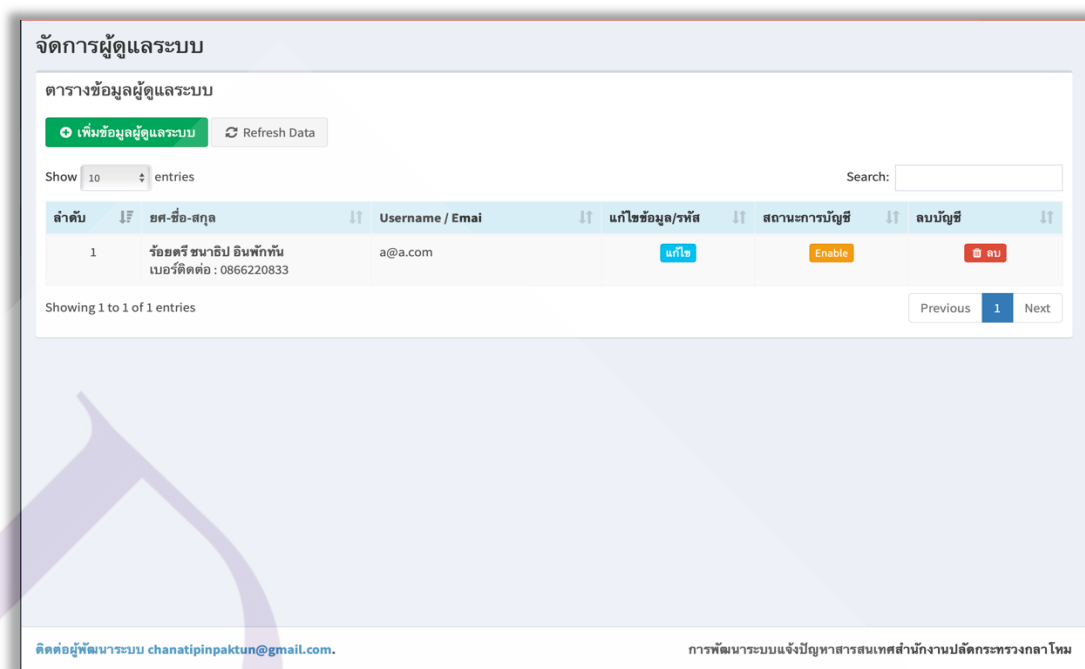 จัดการผู้ดูแลระบบ
ตารางข้อมูลผู้ดูแลระบบ
เพิ่มข้อมูลผู้ดูแลระบบ Refresh Data
Show 10 entries Search:
ลำดับ ยศ-ชื่อ-สกุล Username / Emai แก้ไขข้อมูล/รหัส สถานะการบัญชี ลบบัญชี
1 ร้อยตรี ชนาธิป อินพักทัน a@a.com แก้ไข Enable ลบ
เบอร์ติดต่อ : 0866220833
Showing 1 to 1 of 1 entries Previous 1 Next
ติดต่อผู้พัฒนาระบบ chanatipinpaktun@gmail.com. การพัฒนาระบบแจ้งปัญหาสารสนเทศสำนักงานปลัดกระทรวงกลาโหม